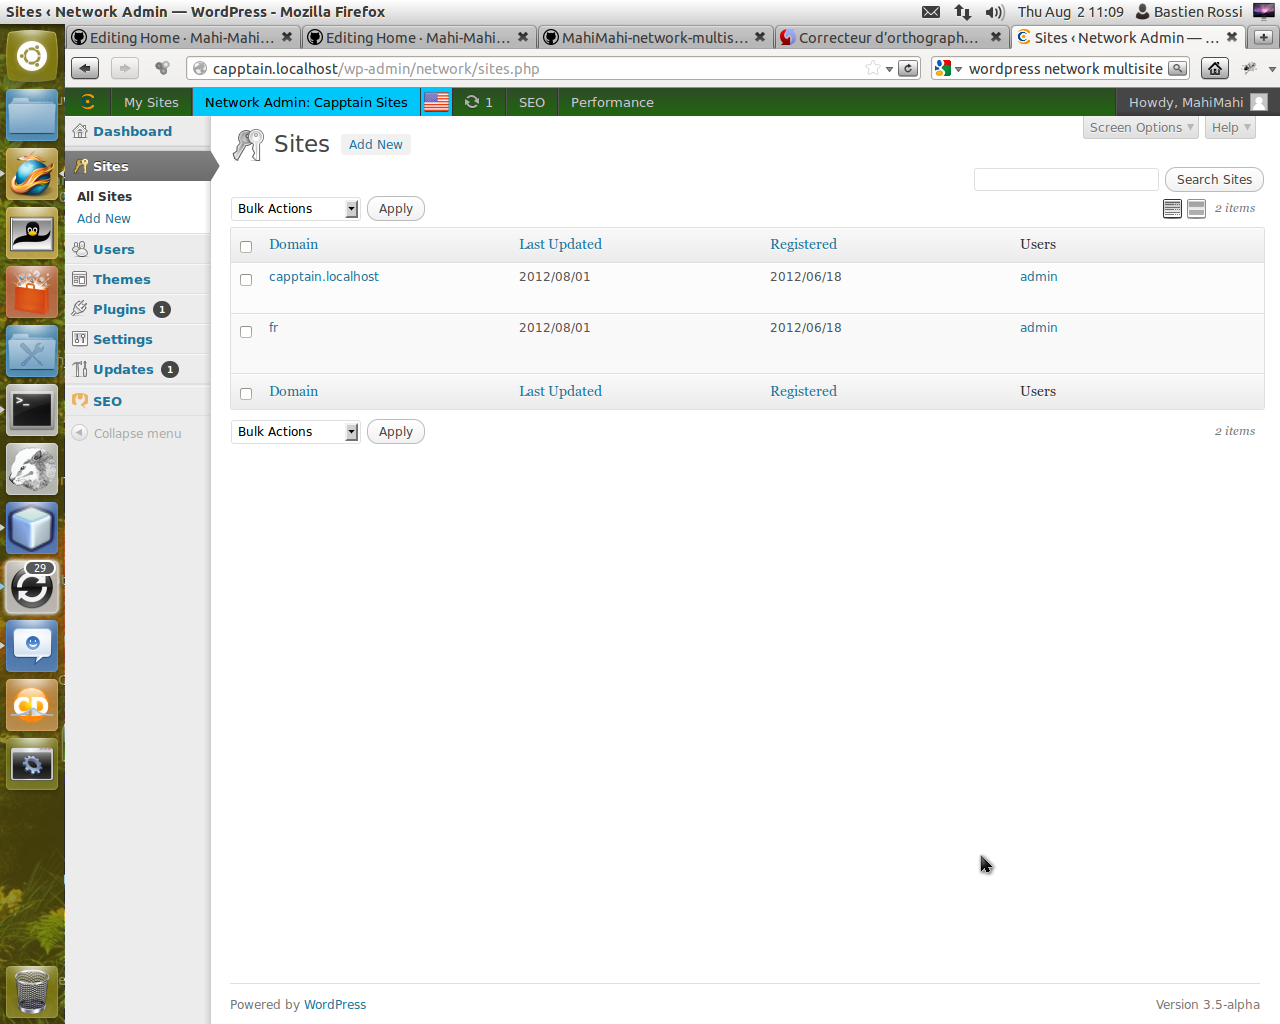 Sites ‹ Network Admin — WordPress - Mozilla Firefox
Thu Aug 2 11:09 Bastien Rossi
Editing Home · Mahi-Mahi... Editing Home · Mahi-Mahi... MahiMahi-network-multis... Correcteur d'orthograph... Sites ‹ Network Admin — ...
capptain.localhost/wp-admin/network/sites.php wordpress network multisite
My Sites Network Admin: Capptain Sites 1 SEO Performance Howdy, MahiMahi
Dashboard
Sites
All Sites
Add New
Users
Themes
Plugins 1
Settings
Updates 1
SEO
Collapse menu
Screen Options Help
Sites Add New
Search Sites
Bulk Actions Apply 2 items
Domain Last Updated Registered Users
capptain.localhost 2012/08/01 2012/06/18 admin
fr 2012/08/01 2012/06/18 admin
Domain Last Updated Registered Users
Bulk Actions Apply 2 items
>_
29
CD
Powered by WordPress Version 3.5-alpha